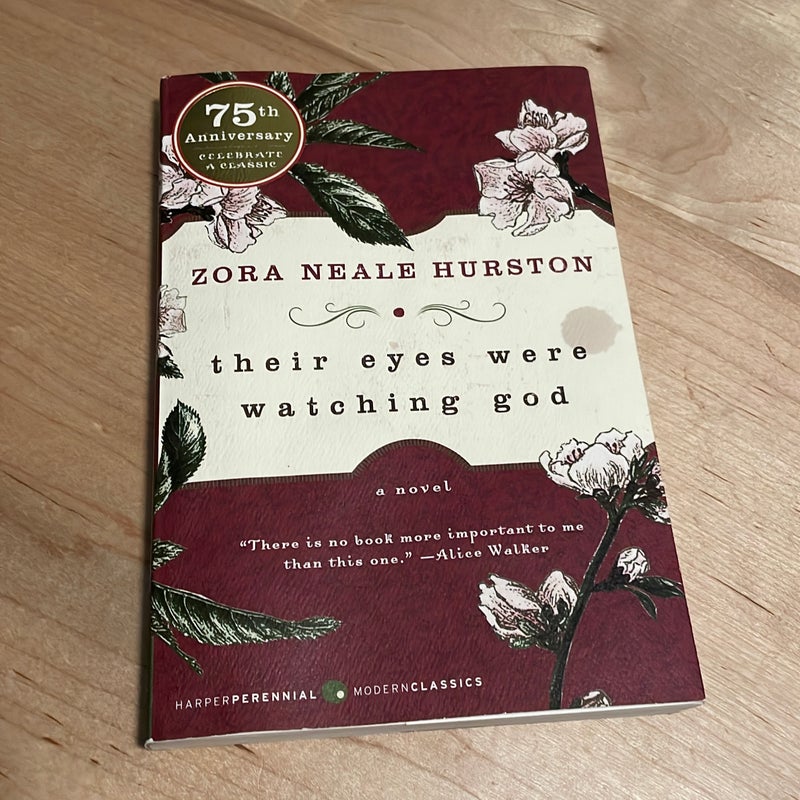 75th
Anniversary
CELEBRATE
A CLASSIC
ZORA NEALE HURSTON
their eyes were
watching god
a novel
“There is no book more important to me
than this one.” —Alice Walker
HARPERPERENNIAL MODERNCLASSICS